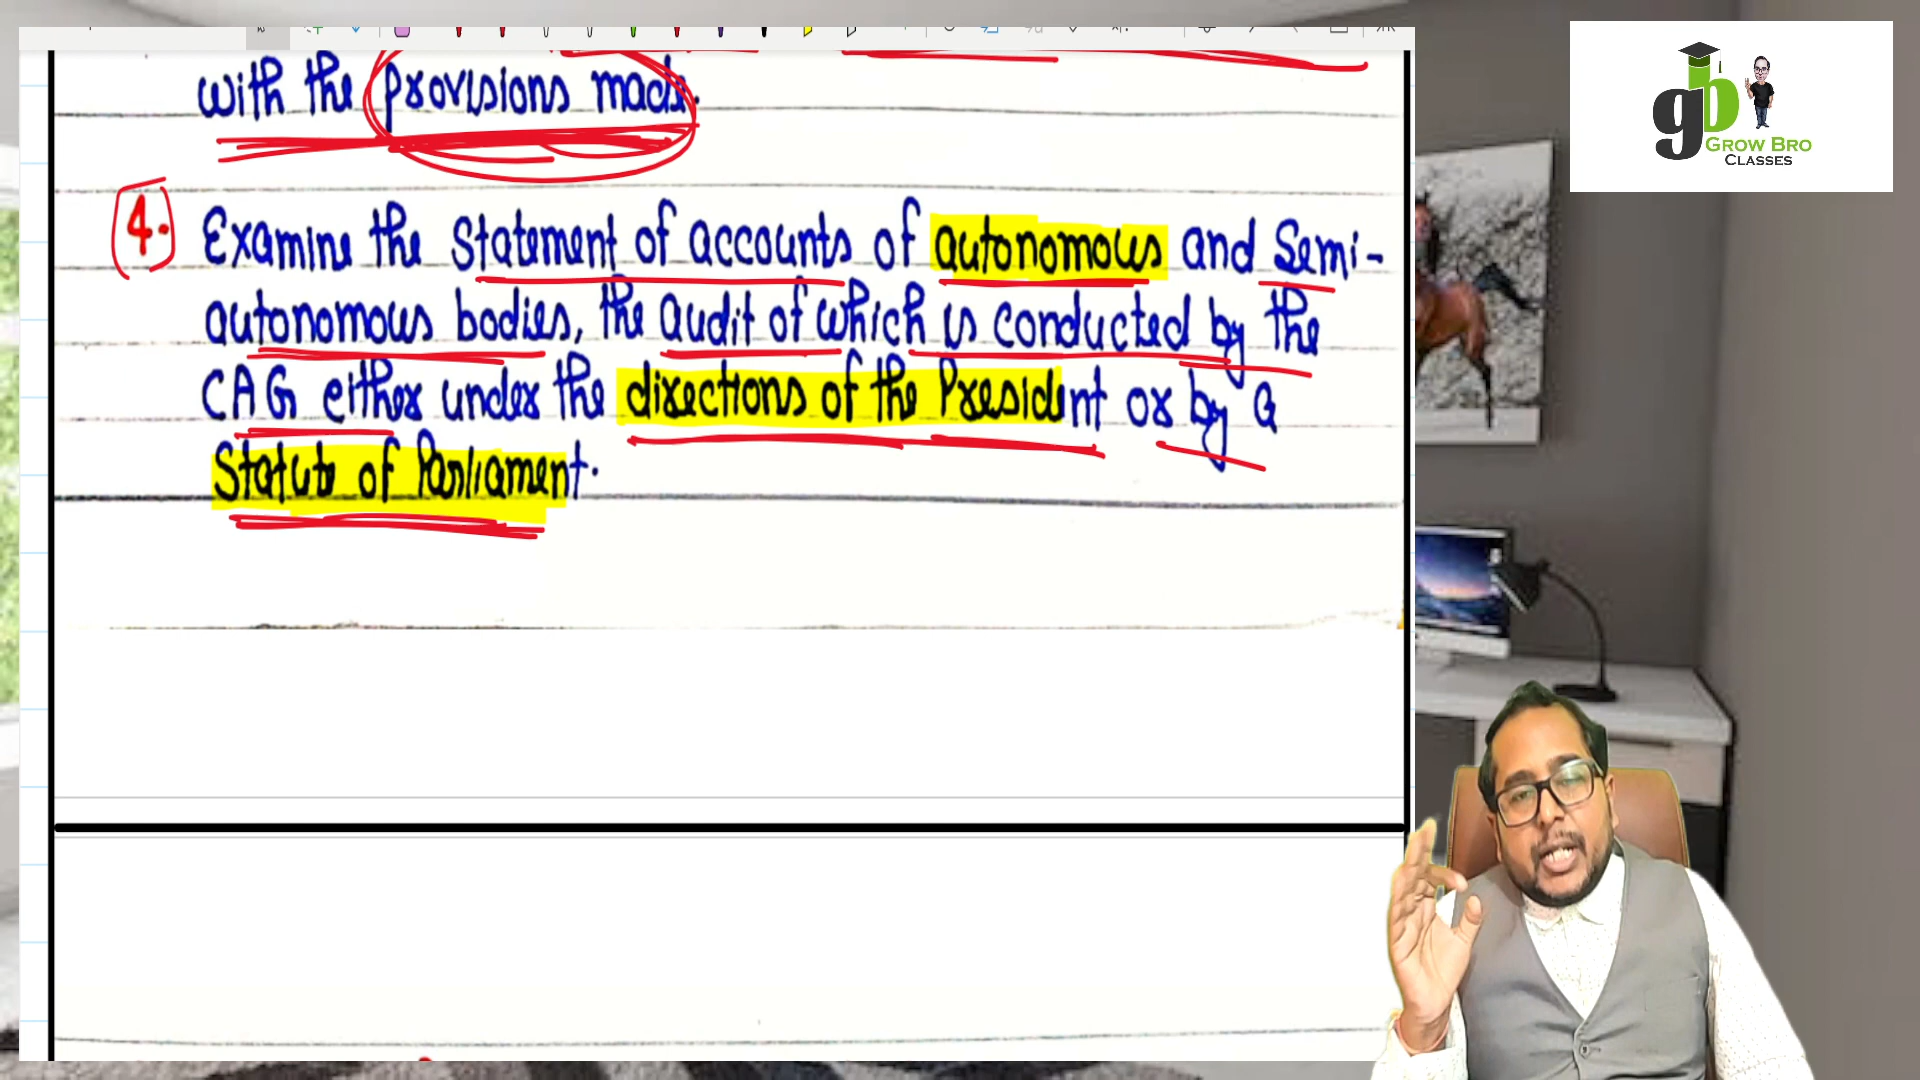 with the provisions made.
4. Examine the Statement of accounts of autonomous and Semi-
autonomous bodies, the audit of which is conducted by the
CAG either under the directions of the President or by a
Statute of Parliament.
gb
GROW BRO
CLASSES